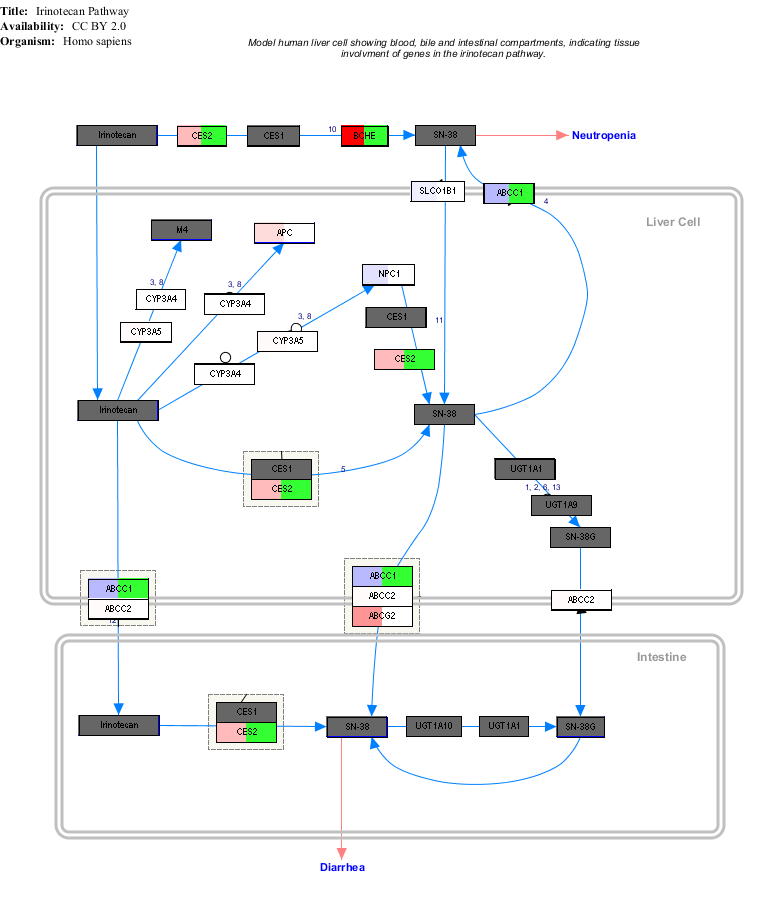 Title: Irinotecan Pathway
Availability: CC BY 2.0
Organism: Homo sapiens
Model human liver cell showing blood, bile and intestinal compartments, indicating tissue
involvment of genes in the irinotecan pathway.
Irinotecan
CES2
CES1
10
BCHE
SN-38
Neutropenia
SLCO1B1
ABCC1
4
Liver Cell
M4
APC
3, 8
CYP3A4
CYP3A5
3, 8
CYP3A4
NPC1
3, 8
CYP3A5
CYP3A4
CES1
11
CES2
Irinotecan
SN-38
CES1
CES2
5
UGT1A1
1, 2, 6, 13
UGT1A9
SN-38G
ABCC1
ABCC2
12
ABCC1
ABCC2
ABCG2
ABCC2
Intestine
Irinotecan
CES1
CES2
SN-38
UGT1A10
UGT1A1
SN-38G
Diarrhea